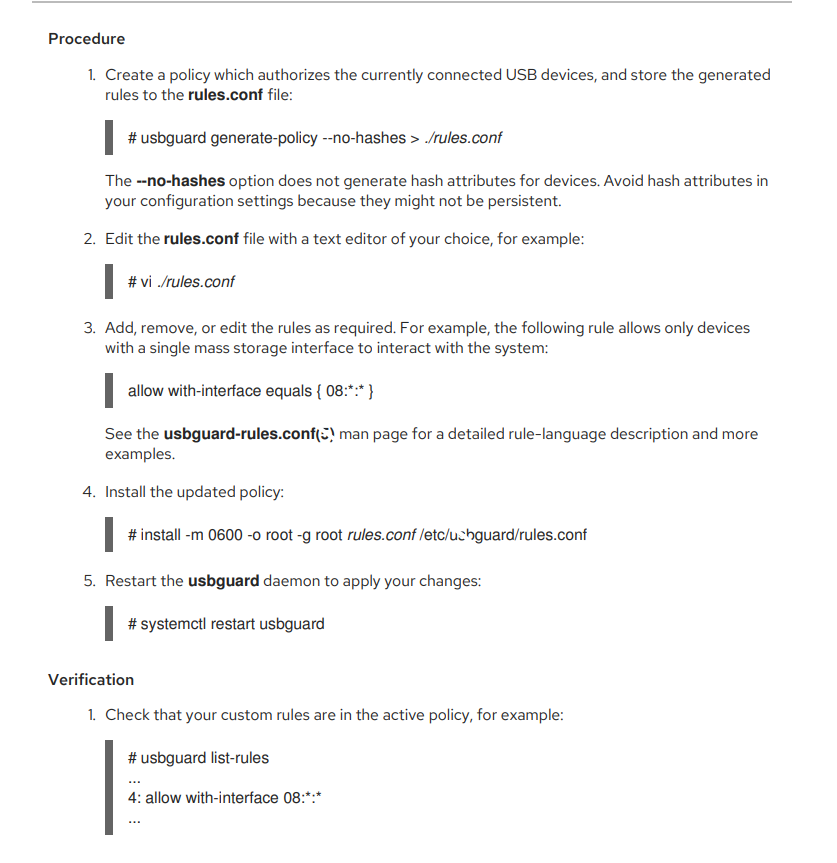 Procedure
1. Create a policy which authorizes the currently connected USB devices, and store the generated
rules to the rules.conf file:
# usbguard generate-policy --no-hashes > ./rules.conf
The --no-hashes option does not generate hash attributes for devices. Avoid hash attributes in
your configuration settings because they might not be persistent.
2. Edit the rules.conf file with a text editor of your choice, for example:
# vi ./rules.conf
3. Add, remove, or edit the rules as required. For example, the following rule allows only devices
with a single mass storage interface to interact with the system:
allow with-interface equals { 08:*:* }
See the usbguard-rules.conf(5) man page for a detailed rule-language description and more
examples.
4. Install the updated policy:
# install -m 0600 -o root -g root rules.conf /etc/usbguard/rules.conf
5. Restart the usbguard daemon to apply your changes:
# systemctl restart usbguard
Verification
1. Check that your custom rules are in the active policy, for example:
# usbguard list-rules
...
4: allow with-interface 08:*:*
...